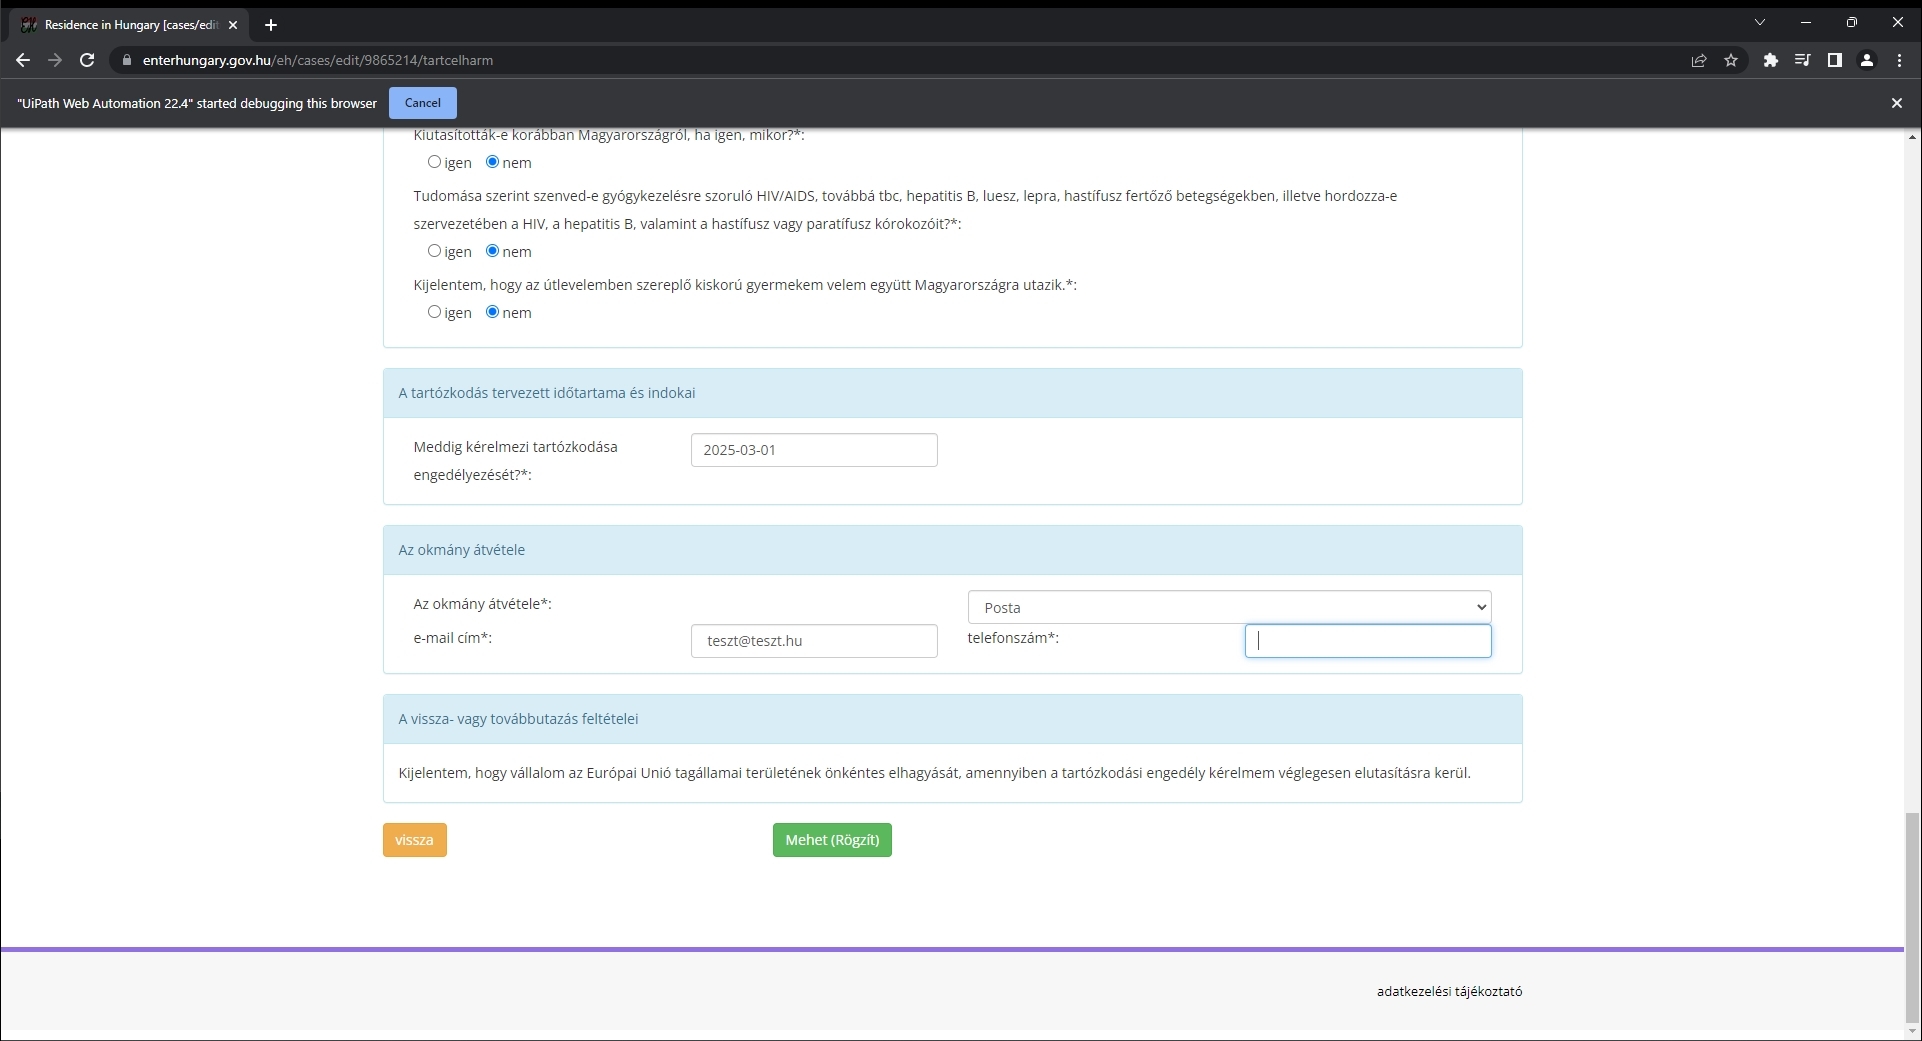 Residence in Hungary [cases/edit
enterhungary.gov.hu/eh/cases/edit/9865214/tartcelharm
"UiPath Web Automation 22.4" started debugging this browser
Cancel
Kiutasították-e korábban Magyarországról, ha igen, mikor?*:
igen nem
Tudomása szerint szenved-e gyógykezelésre szoruló HIV/AIDS, továbbá tbc, hepatitis B, luesz, lepra, hastífusz fertőző betegségekben, illetve hordozza-e
szervezetében a HIV, a hepatitis B, valamint a hastífusz vagy paratífusz kórokozóit?*:
igen nem
Kijelentem, hogy az útlevelemben szereplő kiskorú gyermekem velem együtt Magyarországra utazik.*:
igen nem
A tartózkodás tervezett időtartama és indokai
Meddig kérelmezi tartózkodása
engedélyezését?*:
2025-03-01
Az okmány átvétele
Az okmány átvétele*:
Posta
e-mail cím*:
teszt@teszt.hu
telefonszám*:
A vissza- vagy továbbutazás feltételei
Kijelentem, hogy vállalom az Európai Unió tagállamai területének önkéntes elhagyását, amennyiben a tartózkodási engedély kérelmem véglegesen elutasításra kerül.
vissza
Mehet (Rögzít)
adatkezelési tájékoztató